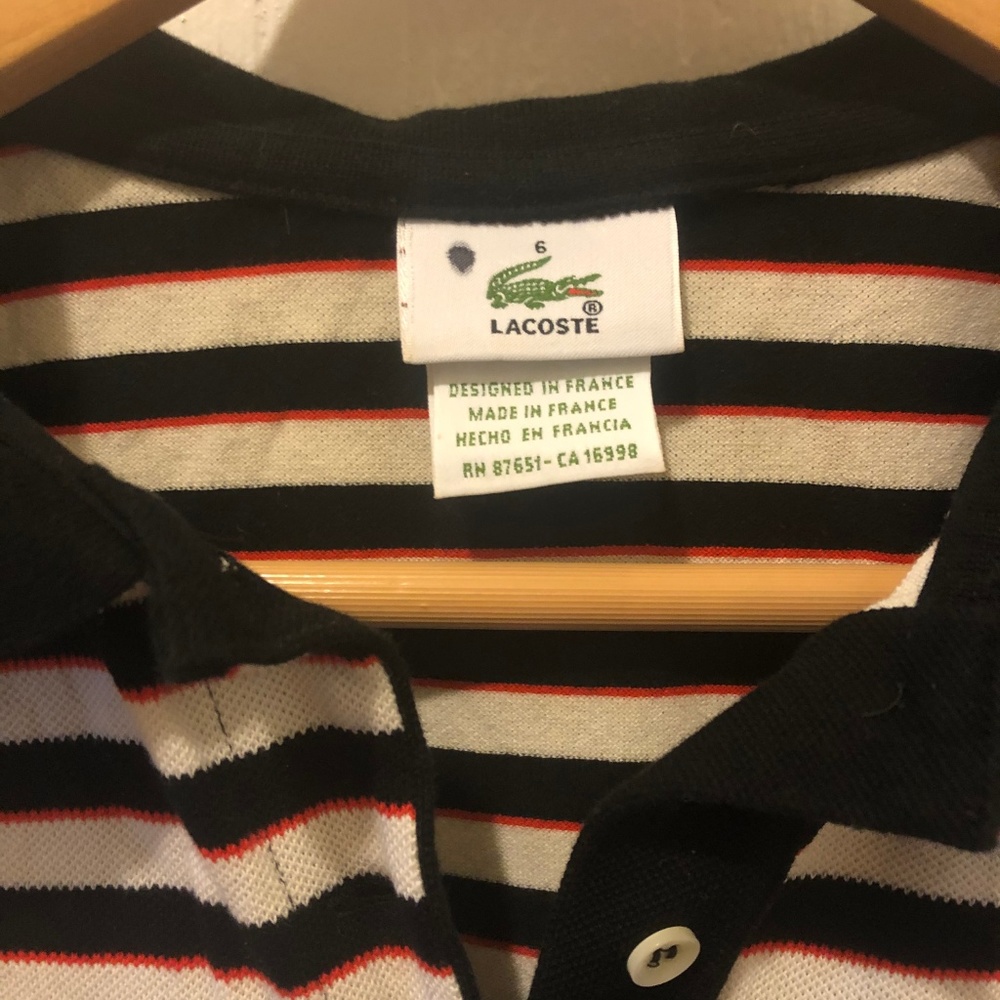 6
LACOSTE®
DESIGNED IN FRANCE
MADE IN FRANCE
HECHO EN FRANCIA
RN 87651 - CA 16998